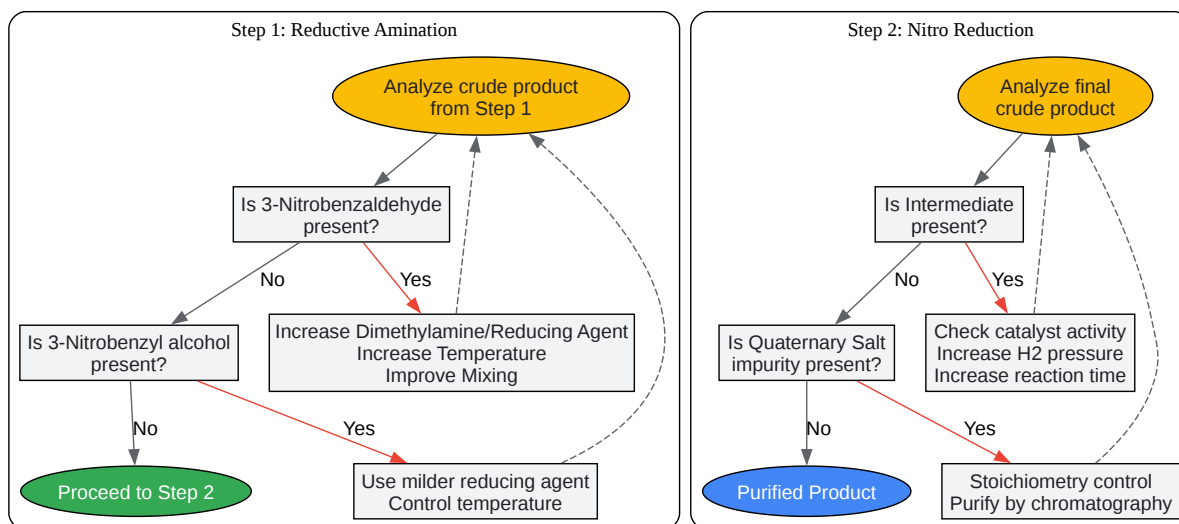 Step 1: Reductive Amination
Analyze crude product
from Step 1
Is 3-Nitrobenzaldehyde
present?
No
Yes
Increase Dimethylamine/Reducing Agent
Increase Temperature
Improve Mixing
Is 3-Nitrobenzyl alcohol
present?
No
Yes
Proceed to Step 2
Use milder reducing agent
Control temperature
Step 2: Nitro Reduction
Analyze final
crude product
Is Intermediate
present?
No
Yes
Check catalyst activity
Increase H2 pressure
Increase reaction time
Is Quaternary Salt
impurity present?
No
Yes
Purified Product
Stoichiometry control
Purify by chromatography